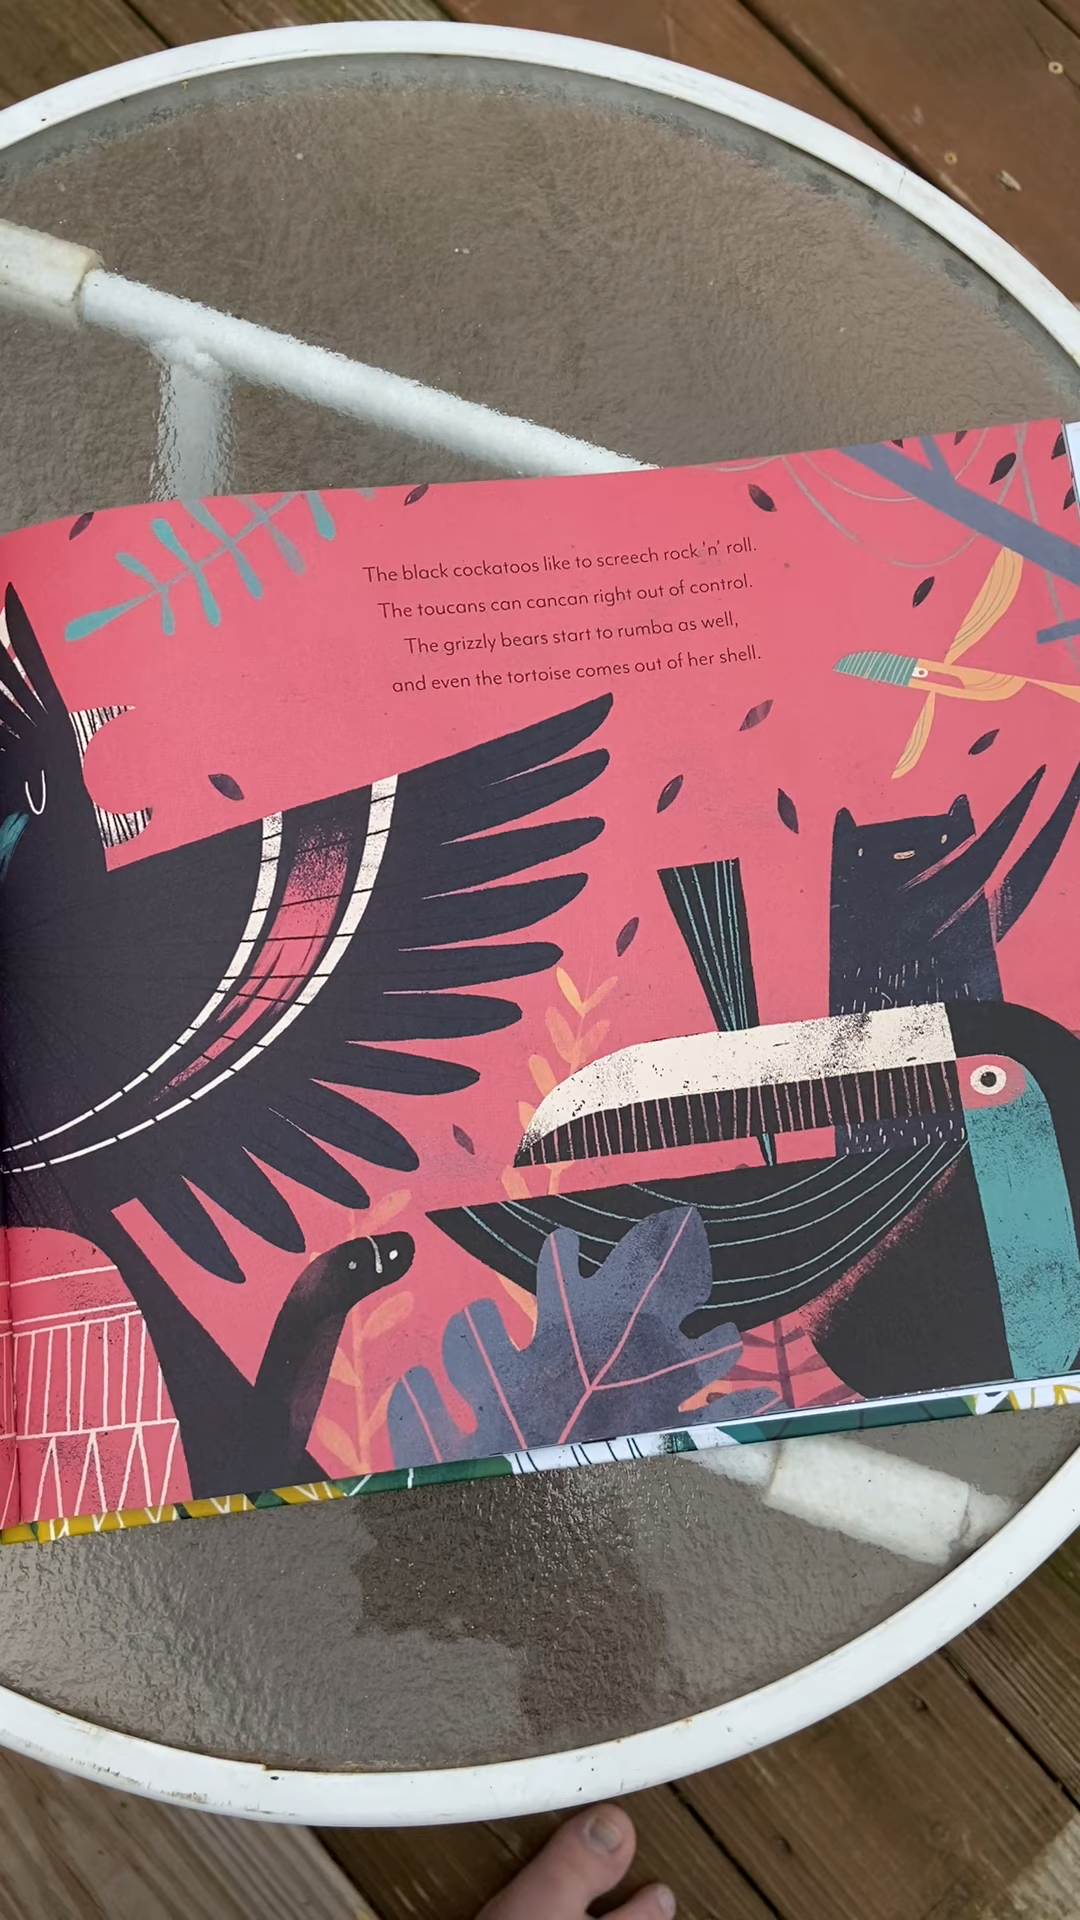 The black cockatoos like to screech rock 'n' roll.
The toucans can cancan right out of control.
The grizzly bears start to rumba as well,
and even the tortoise comes out of her shell.